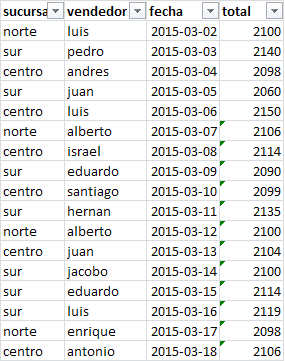 sucursa vendedor fecha total
norte luis 2015-03-02 2100
sur pedro 2015-03-03 2140
centro andres 2015-03-04 2098
sur juan 2015-03-05 2060
centro luis 2015-03-06 2150
norte alberto 2015-03-07 2106
centro israel 2015-03-08 2114
sur eduardo 2015-03-09 2090
centro santiago 2015-03-10 2099
sur hernan 2015-03-11 2135
norte alberto 2015-03-12 2100
centro juan 2015-03-13 2104
sur jacobo 2015-03-14 2100
sur eduardo 2015-03-15 2114
sur luis 2015-03-16 2119
norte enrique 2015-03-17 2098
centro antonio 2015-03-18 2106